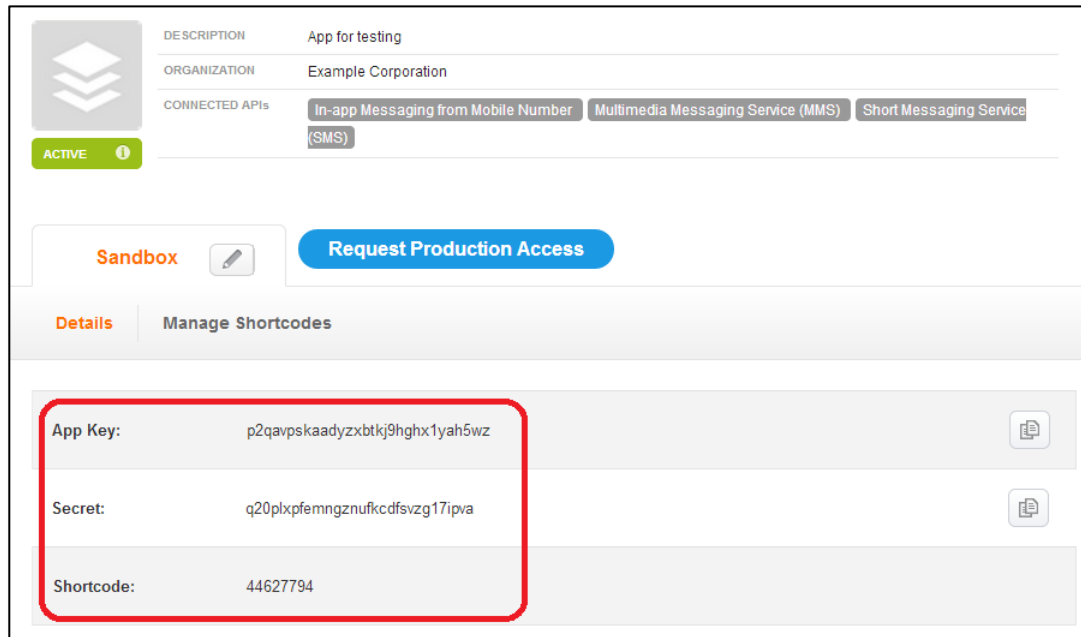 DESCRIPTION App for testing
ORGANIZATION Example Corporation
CONNECTED APIs In-app Messaging from Mobile Number Multimedia Messaging Service (MMS) Short Messaging Service
(SMS)
ACTIVE
Sandbox Request Production Access
Details Manage Shortcodes
App Key: p2qavpskaadyzxbtkj9hghx1yah5wz
Secret: q20plxpfemngznufkcdfsvzg17ipva
Shortcode: 44627794